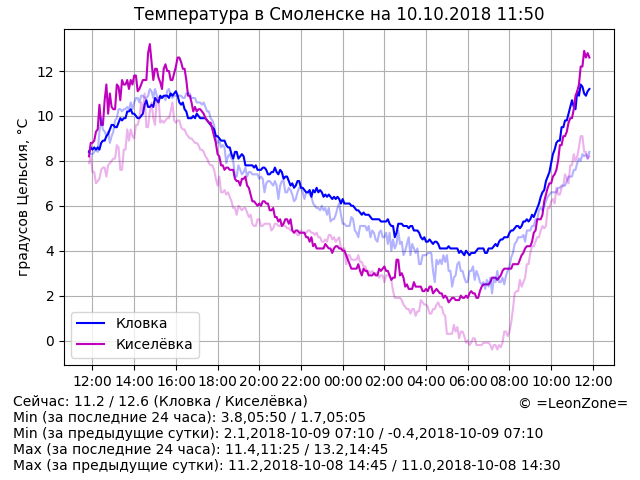 Температура в Смоленске на 10.10.2018 11:50
градусов Цельсия, °C
12
10
8
6
4
2
0
Кловка
Киселёвка
12:00 14:00 16:00 18:00 20:00 22:00 00:00 02:00 04:00 06:00 08:00 10:00 12:00
Сейчас: 11.2 / 12.6 (Кловка / Киселёвка)
© =LeonZone=
Min (за последние 24 часа): 3.8,05:50 / 1.7,05:05
Min (за предыдущие сутки): 2.1,2018-10-09 07:10 / -0.4,2018-10-09 07:10
Max (за последние 24 часа): 11.4,11:25 / 13.2,14:45
Max (за предыдущие сутки): 11.2,2018-10-08 14:45 / 11.0,2018-10-08 14:30